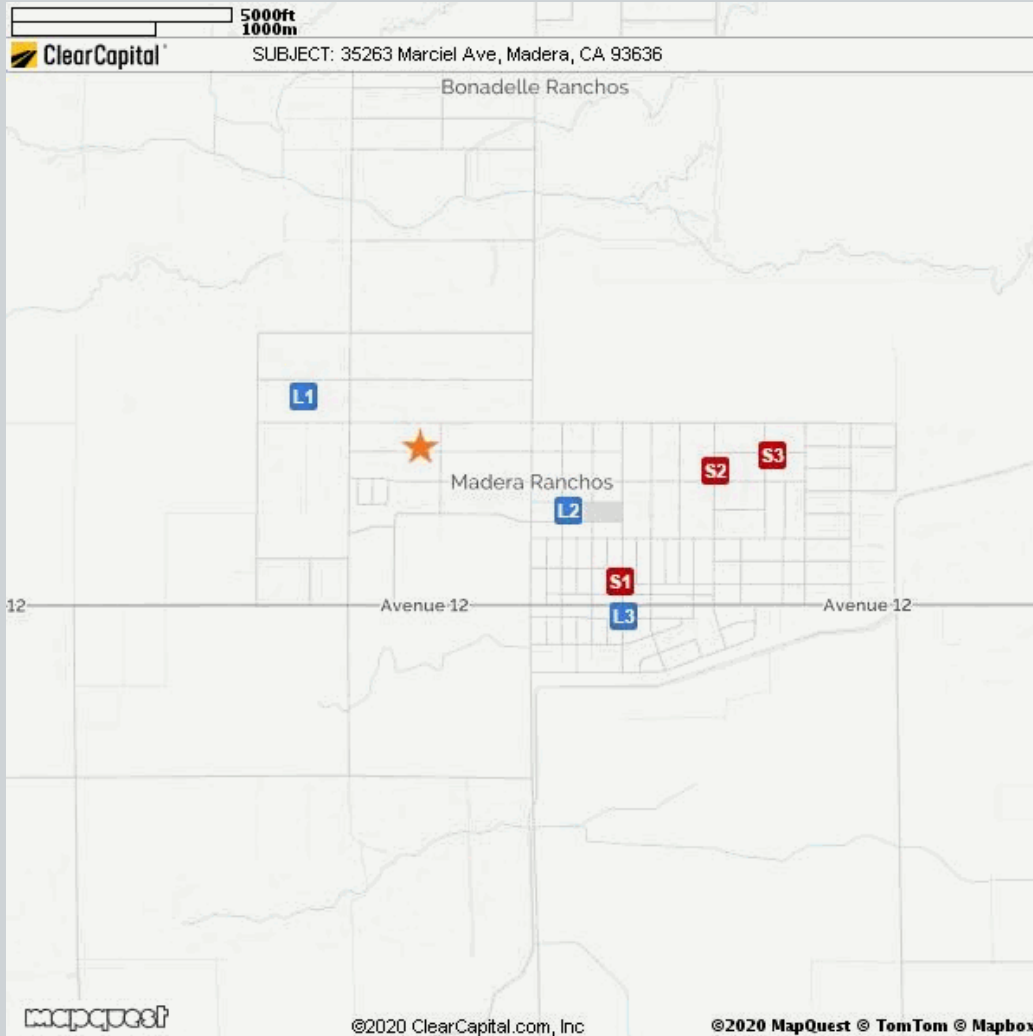 5000ft
1000m
ClearCapital SUBJECT: 35263 Marciel Ave, Madera, CA 93636
Bonadelle Ranchos
L1
S3
S2
Madera Ranchos
L2
S1
12 Avenue 12 Avenue 12
L3
mapquest ©2020 ClearCapital.com, Inc ©2020 MapQuest © TomTom © Mapbox